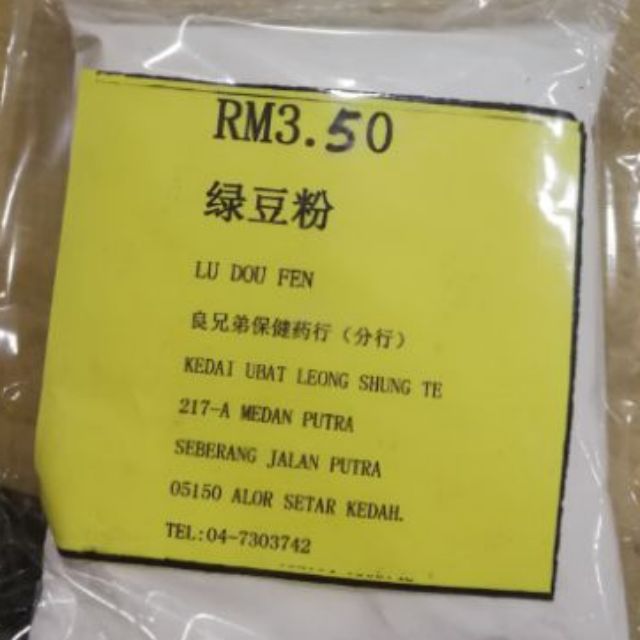 RM3.50
绿豆粉
LU DOU FEN
良兄弟保健药行（分行）
KEDAI UBAT LEONG SHUNG TE
217-A MEDAN PUTRA
SEBERANG JALAN PUTRA
05150 ALOR SETAR KEDAH.
TEL:04-7303742